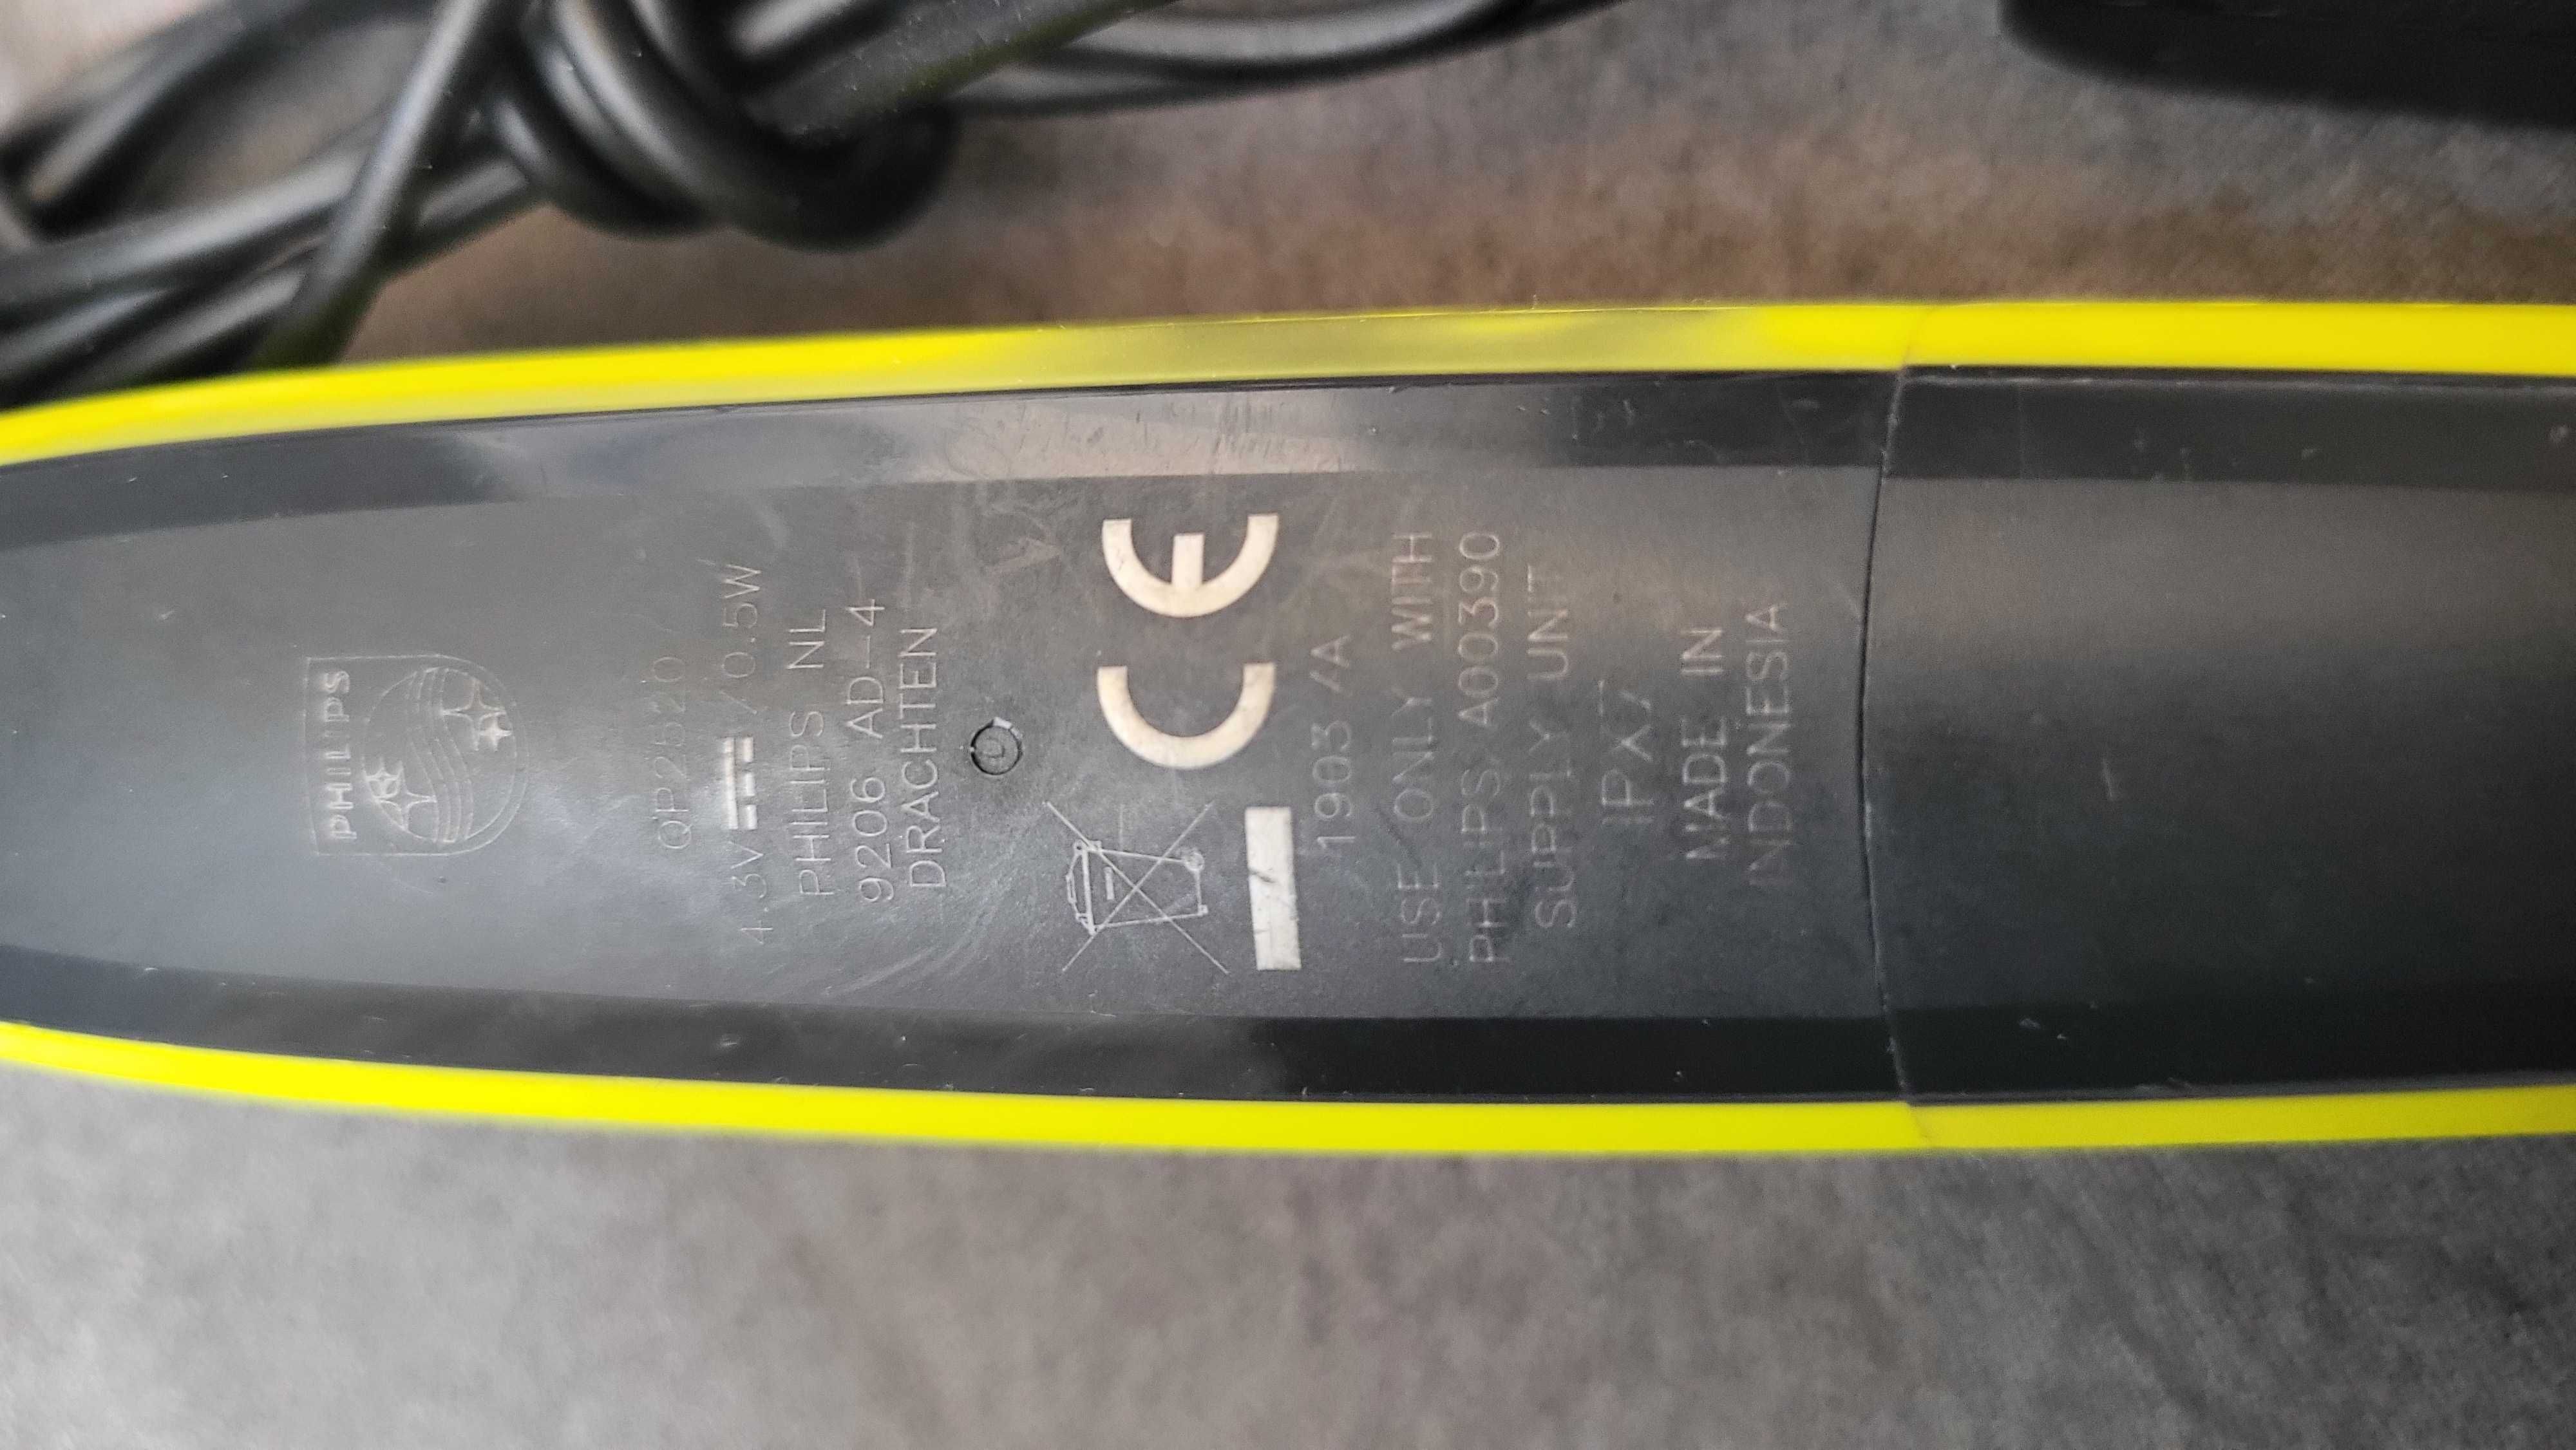 PHILIPS
QP2520
4.3V ⎓ / 0.5W
PHILIPS NL
9206 AD-4
DRACHTEN
CE
1903 /A
USE ONLY WITH
PHILIPS A00390
SUPPLY UNIT
IPX7
MADE IN
INDONESIA